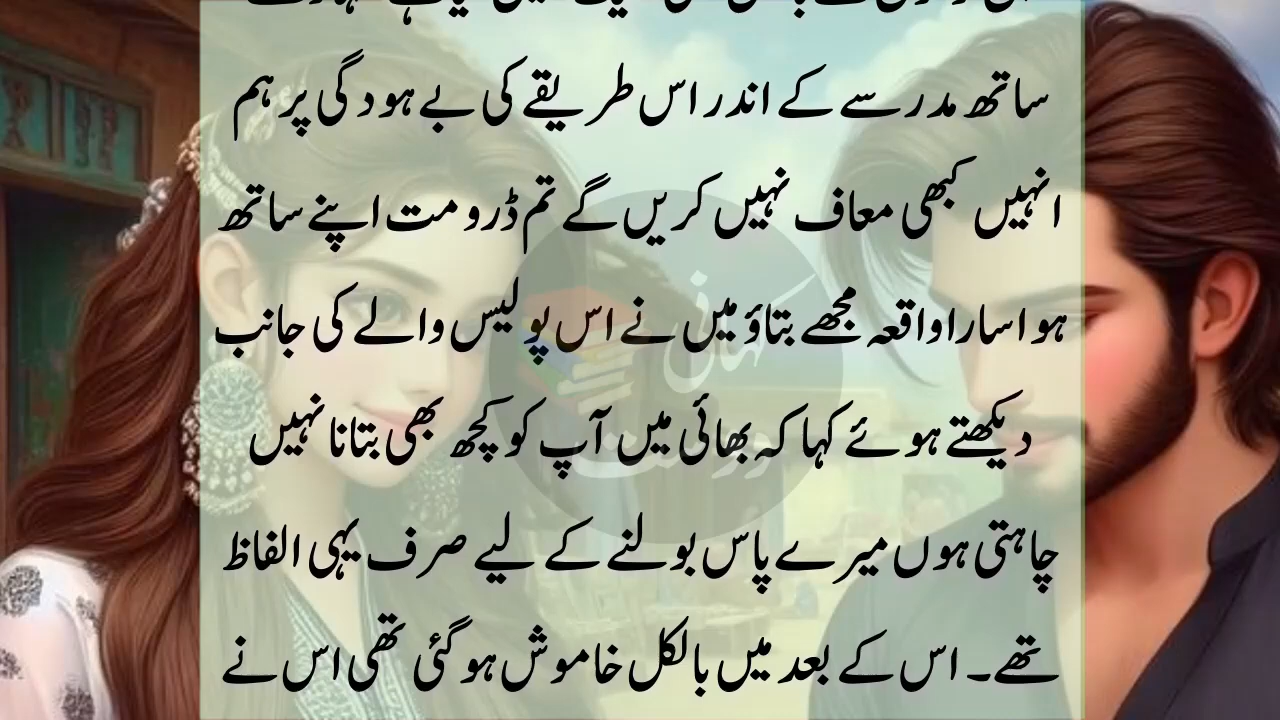 ساتھ مدرسے کے اندر اس طریقے کی بے ہودگی پر ہم
انہیں کبھی معاف نہیں کریں گے تم ڈرو مت اپنے ساتھ
ہوا سارا واقعہ مجھے بتاؤ میں نے اس پولیس والے کی جانب
دیکھتے ہوئے کہا کہ بھائی میں آپ کو کچھ بھی بتانا نہیں
چاہتی ہوں میرے پاس بولنے کے لیے صرف یہی الفاظ
تھے۔ اس کے بعد میں بالکل خاموش ہو گئی تھی اس نے
کہانی